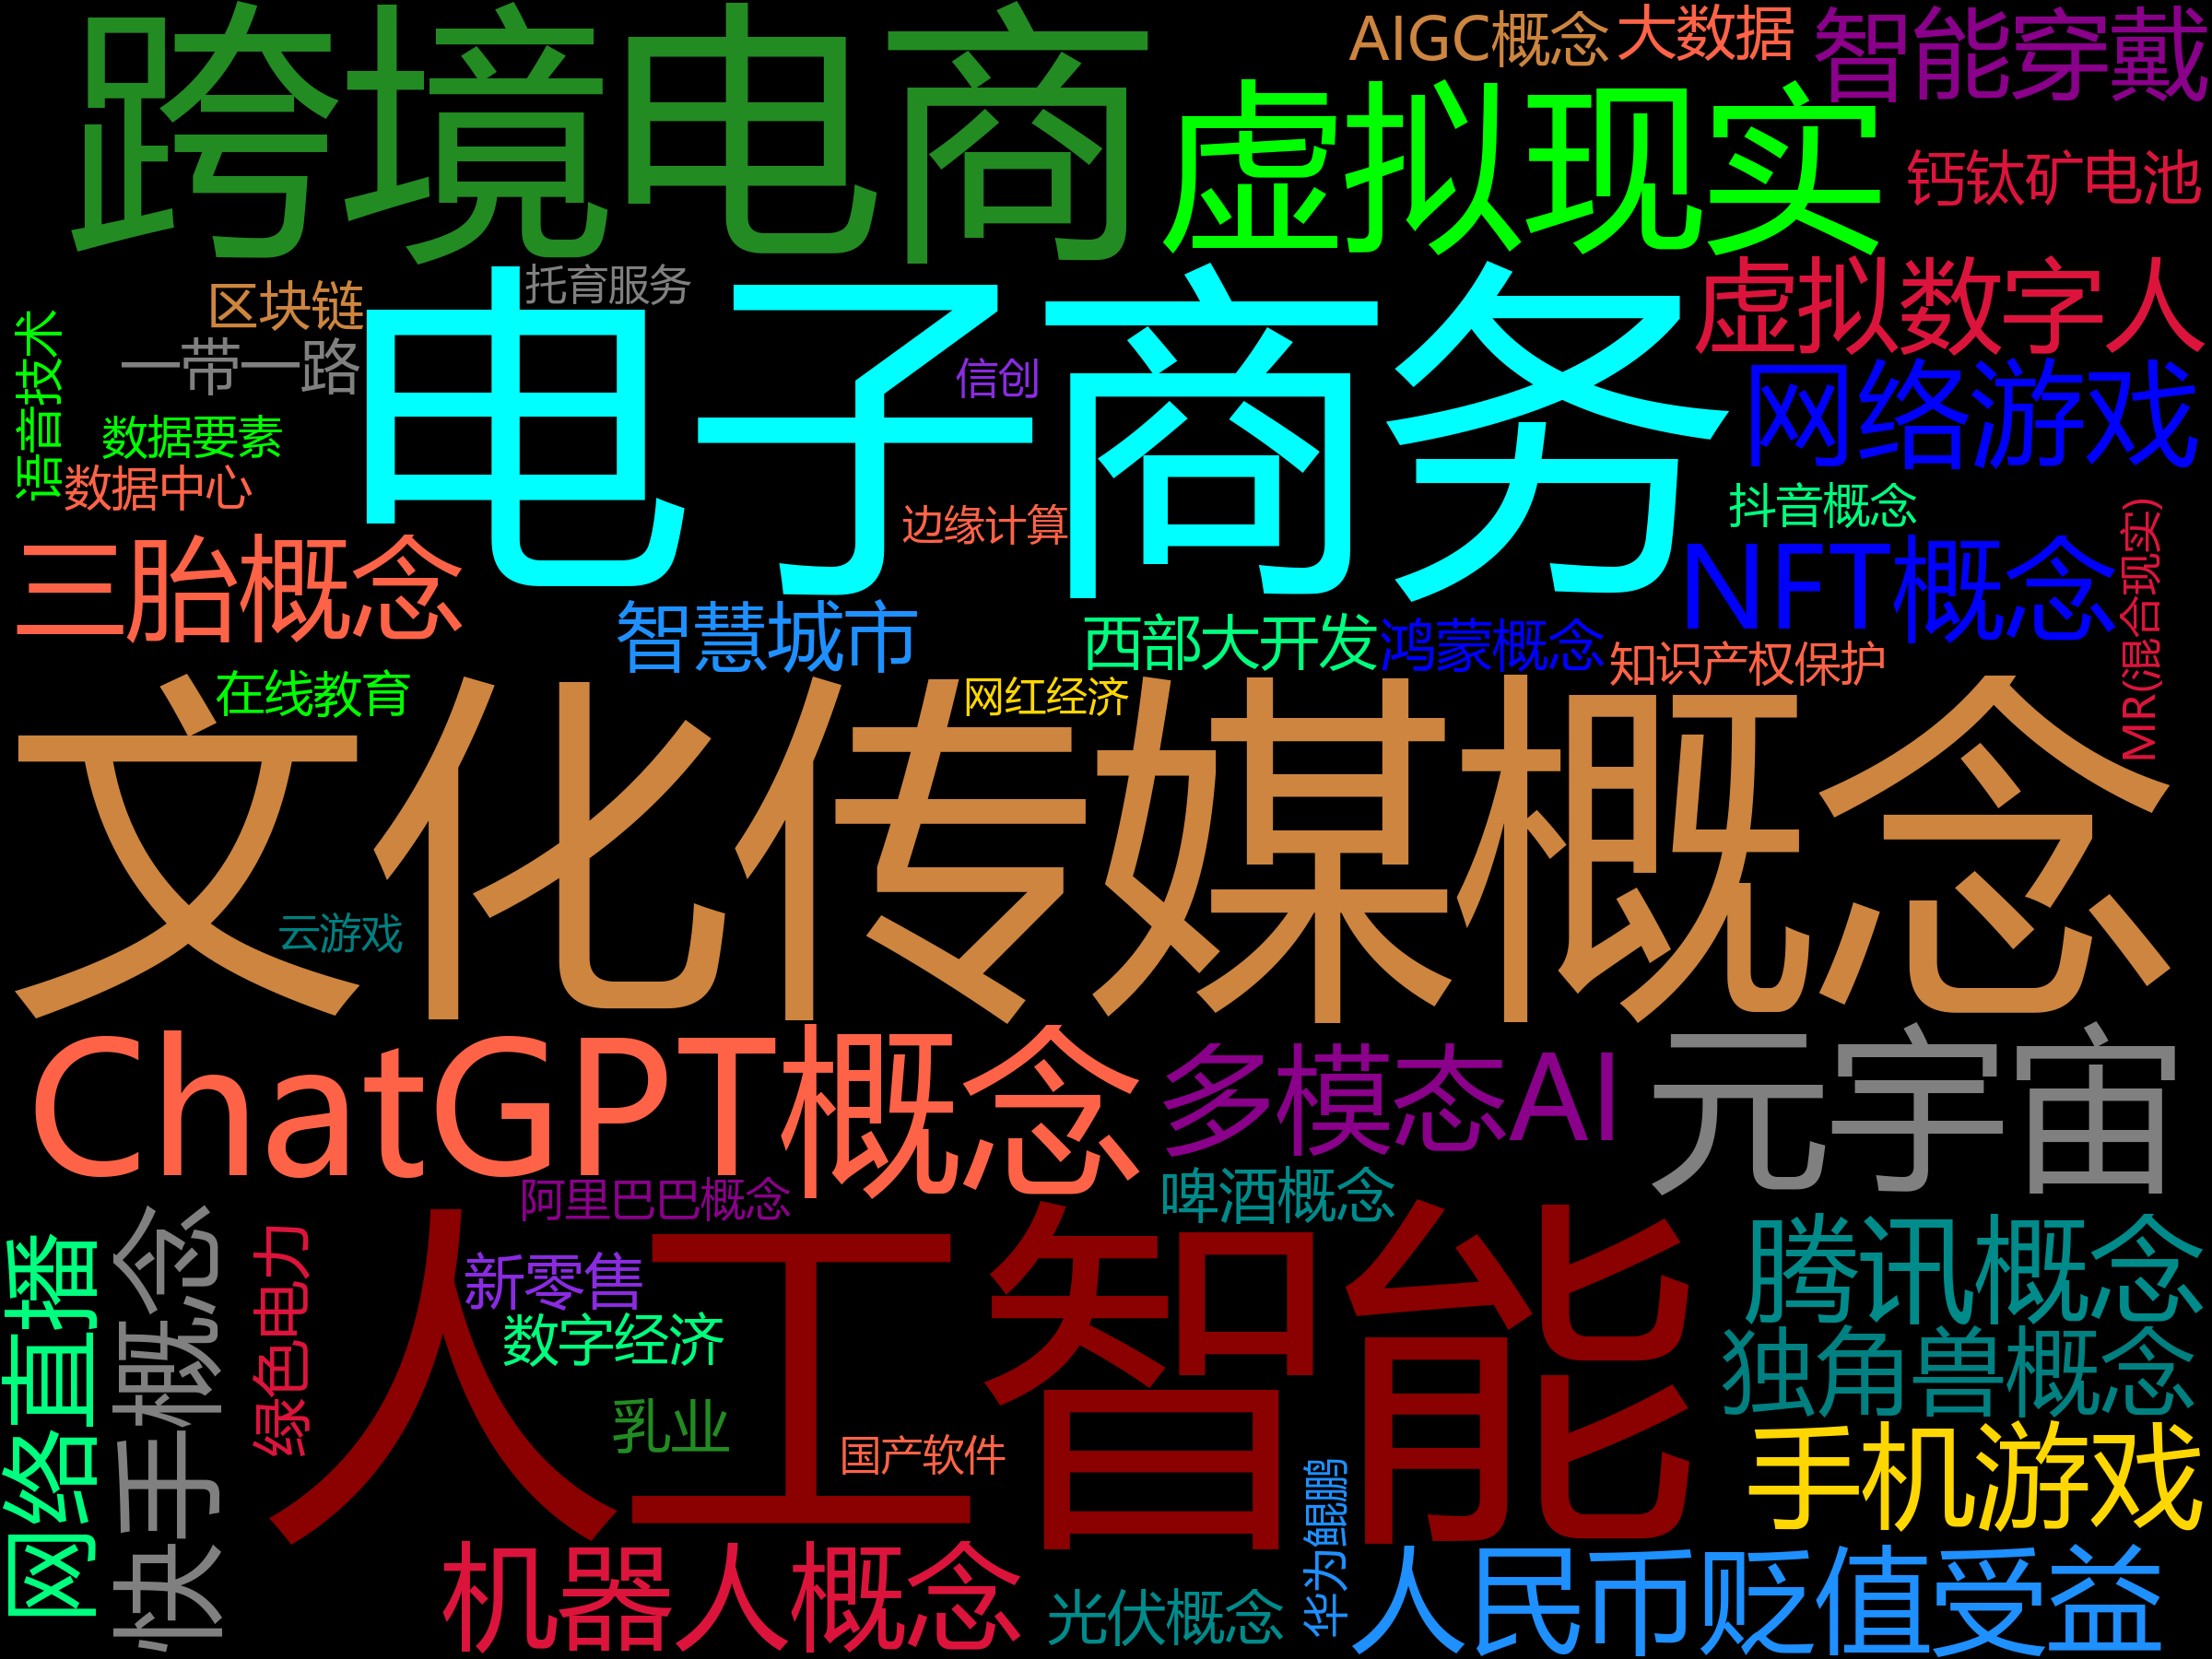 跨境电商
AIGC概念
大数据
智能穿戴
虚拟现实
钙钛矿电池
区块链
托育服务
电子商务
虚拟数字人
语音技术
一带一路
信创
网络游戏
数据要素
数据中心
边缘计算
抖音概念
MR(混合现实)
三胎概念
NFT概念
智慧城市
西部大开发
鸿蒙概念
知识产权保护
在线教育
网红经济
文化传媒概念
云游戏
ChatGPT概念
多模态AI
元宇宙
阿里巴巴概念
啤酒概念
网络直播
快手概念
绿色电力
人工智能
腾讯概念
新零售
数字经济
独角兽概念
乳业
国产软件
手机游戏
华为鲲鹏
机器人概念
光伏概念
人民币贬值受益